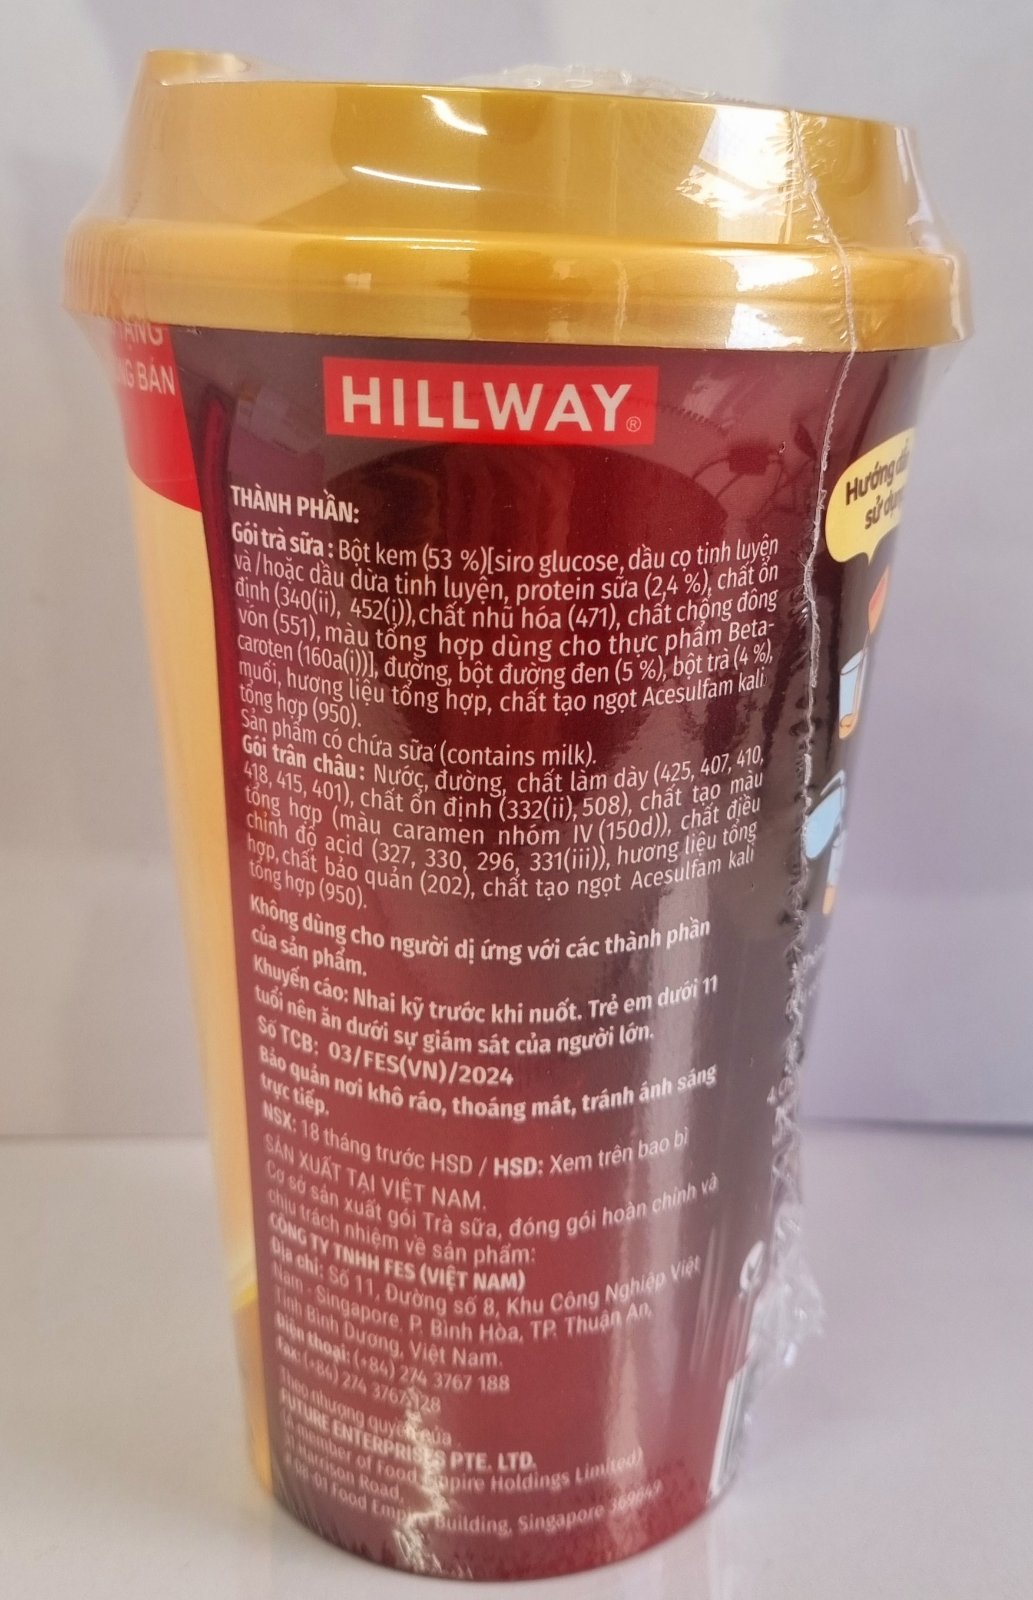 BÁN
HILLWAY®
Hướng
sử dụng
THÀNH PHẦN:
Gói trà sữa: Bột kem (53 %)[siro glucose, dầu cọ tinh luyện
và/hoặc dầu dừa tinh luyện, protein sữa (2,4 %), chất ổn
định (340(ii), 452(i)), chất nhũ hóa (471), chất chống đông
vón (551), màu tổng hợp dùng cho thực phẩm Beta-
caroten (160a(i))], đường, bột đường đen (5 %), bột trà (4 %),
muối, hương liệu tổng hợp, chất tạo ngọt Acesulfam kali
tổng hợp (950).
Sản phẩm có chứa sữa (contains milk).
Gói trân châu: Nước, đường, chất làm dày (425, 407, 410,
418, 415, 401), chất ổn định (332(ii), 508), chất tạo màu
tổng hợp (màu caramen nhóm IV (150d)), chất điều
chỉnh độ acid (327, 330, 296, 331(iii)), hương liệu tổng
hợp, chất bảo quản (202), chất tạo ngọt Acesulfam kali
tổng hợp (950).
Không dùng cho người dị ứng với các thành phần
của sản phẩm.
Khuyến cáo: Nhai kỹ trước khi nuốt. Trẻ em dưới 11
tuổi nên ăn dưới sự giám sát của người lớn.
Số TCB: 03/FES(VN)/2024
Bảo quản nơi khô ráo, thoáng mát, tránh ánh sáng
trực tiếp.
NSX: 18 tháng trước HSD / HSD: Xem trên bao bì
SẢN XUẤT TẠI VIỆT NAM.
Cơ sở sản xuất gói Trà sữa, đóng gói hoàn chỉnh và
chịu trách nhiệm về sản phẩm:
CÔNG TY TNHH FES (VIỆT NAM)
Địa chỉ: Số 11, Đường số 8, Khu Công Nghiệp Việt
Nam - Singapore, P. Bình Hòa, TP. Thuận An,
Tỉnh Bình Dương, Việt Nam.
Điện thoại: (+84) 274 3767 188
Fax: (+84) 274 3767 128
Theo nhượng quyền của
FUTURE ENTERPRISES PTE. LTD.
(A member of Food Empire Holdings Limited)
Harrison Road,
08-01 Food Empire Building, Singapore 369649